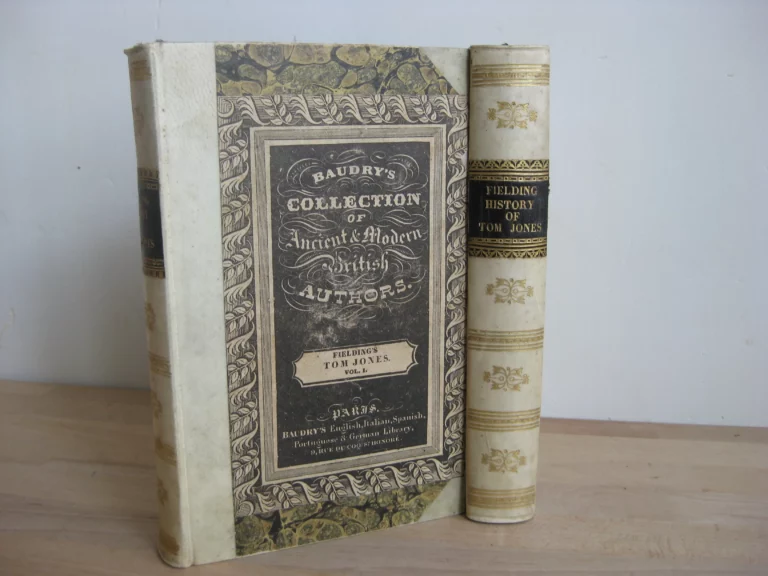 BAUDRY'S
COLLECTION
OF
Ancient & Modern
British
AUTHORS.
FIELDING'S
TOM JONES.
VOL. I.
PARIS.
BAUDRY'S English, Italian, Spanish,
Portuguese & German Library,
9, RUE DU COQ ST HONORÉ.
FIELDING
HISTORY
OF
TOM JONES